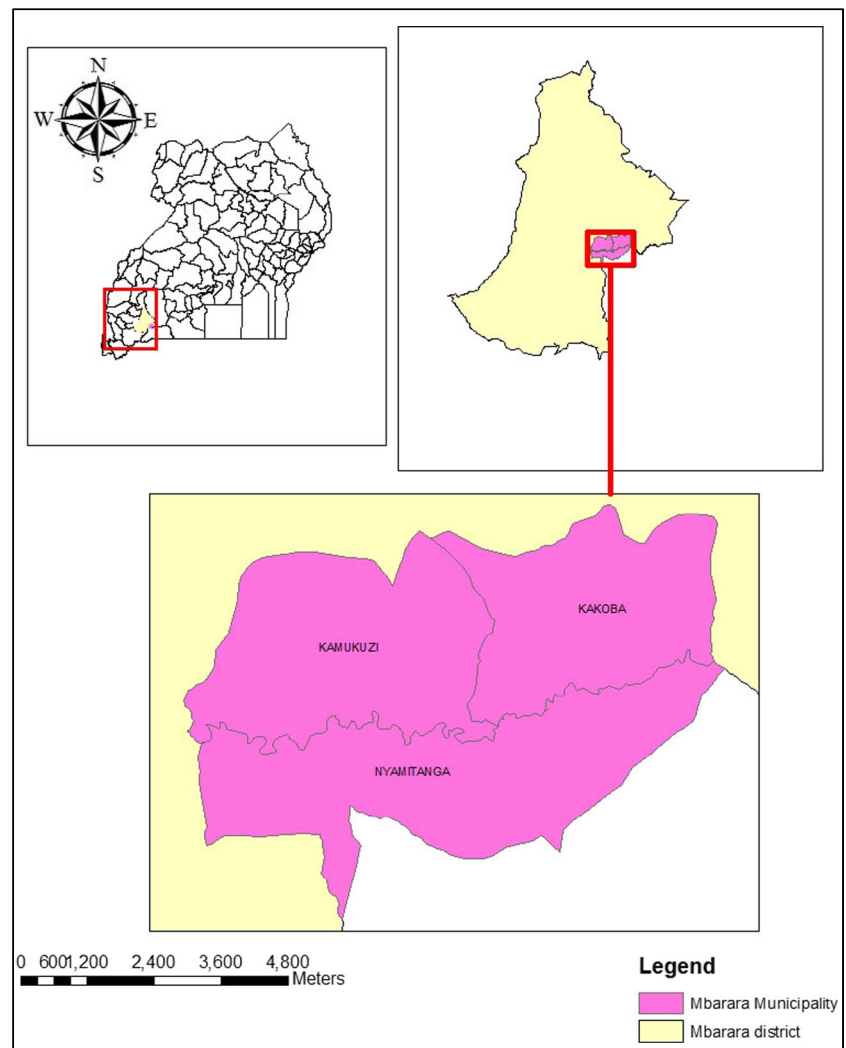 N
W E
S
KAKOBA
KAMUKUZI
NYAMITANGA
0 6001,200 2,400 3,600 4,800
Meters
Legend
Mbarara Municipality
Mbarara district